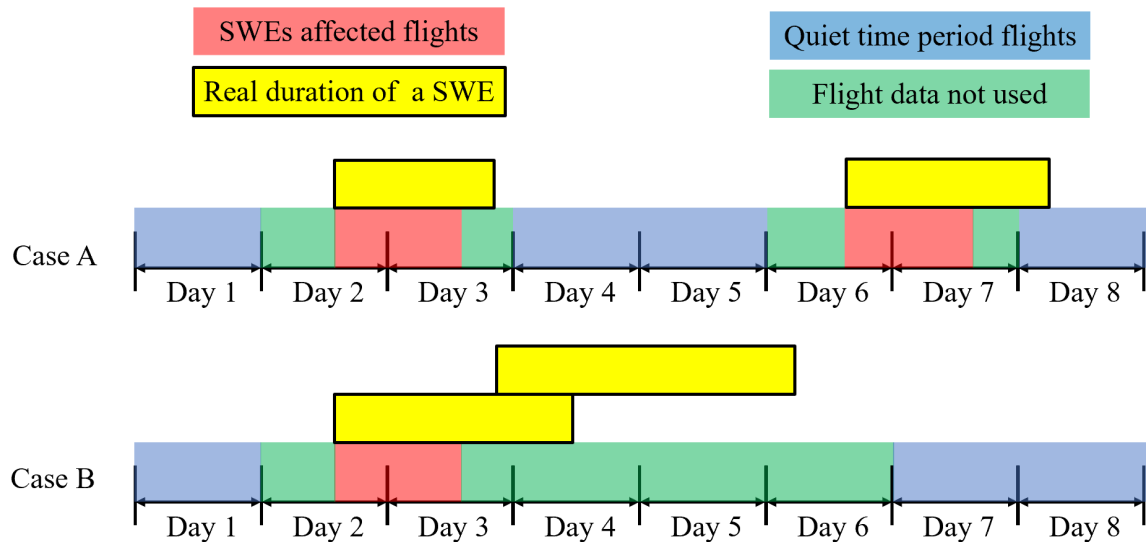 SWEs affected flights
Quiet time period flights
Real duration of  a SWE
Flight data not used
Case A
Day 1 Day 2 Day 3 Day 4 Day 5 Day 6 Day 7 Day 8
Case B
Day 1 Day 2 Day 3 Day 4 Day 5 Day 6 Day 7 Day 8